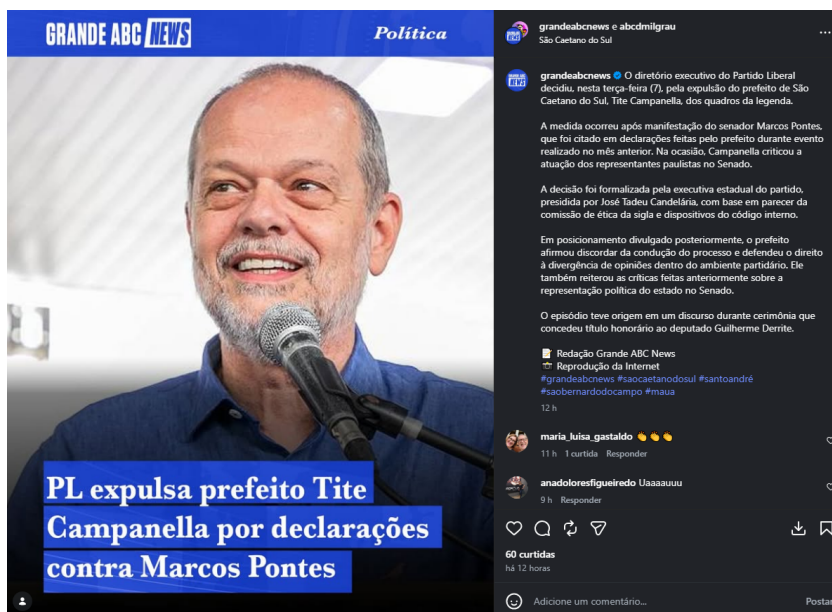 GRANDE ABC NEWS
Política
PL expulsa prefeito Tite
Campanella por declarações
contra Marcos Pontes
grandeabcnews e abcdmilgrau
São Caetano do Sul
grandeabcnews O diretório executivo do Partido Liberal
decidiu, nesta terça-feira (7), pela expulsão do prefeito de São
Caetano do Sul, Tite Campanella, dos quadros da legenda.
A medida ocorreu após manifestação do senador Marcos Pontes,
que foi citado em declarações feitas pelo prefeito durante evento
realizado no mês anterior. Na ocasião, Campanella criticou a
atuação dos representantes paulistas no Senado.
A decisão foi formalizada pela executiva estadual do partido,
presidida por José Tadeu Candelária, com base em parecer da
comissão de ética da sigla e dispositivos do código interno.
Em posicionamento divulgado posteriormente, o prefeito
afirmou discordar da condução do processo e defendeu o direito
à divergência de opiniões dentro do ambiente partidário. Ele
também reiterou as críticas feitas anteriormente sobre a
representação política do estado no Senado.
O episódio teve origem em um discurso durante cerimônia que
concedeu título honorário ao deputado Guilherme Derrite.
Redação Grande ABC News
Reprodução da Internet
#grandeabcnews #saocaetanodosul #santoandré
#saobernardodocampo #maua
12 h
maria_luisa_gastaldo 👏👏👏
11 h 1 curtida Responder
anadoloresfigueiredo Uaaaauuu
9 h Responder
60 curtidas
há 12 horas
Adicione um comentário...
Postar